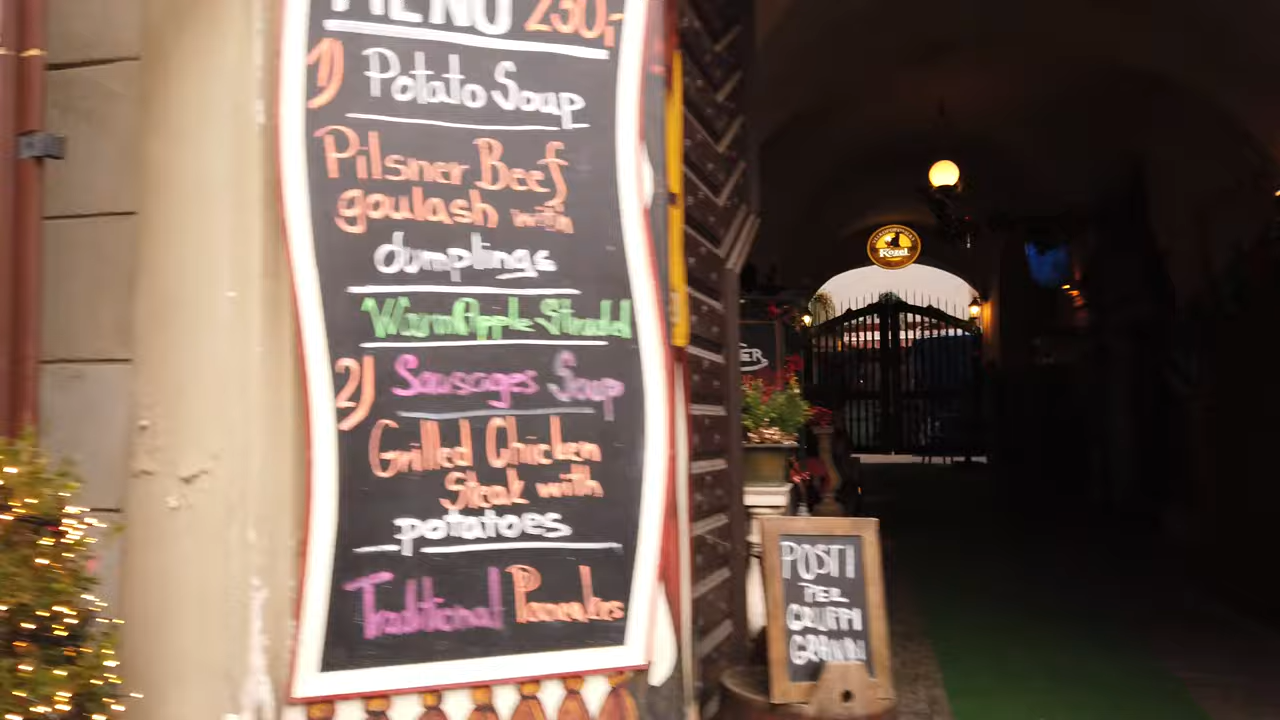 MENU 230,-
1) Potato Soup
Pilsner Beef
goulash with
dumplings
Warm Apple Strudl
2) Sausages Soup
Grilled Chicken
Steak with
potatoes
Traditional Pancakes
Kozel
POSTI
PER
GRUPPI
GRANDI